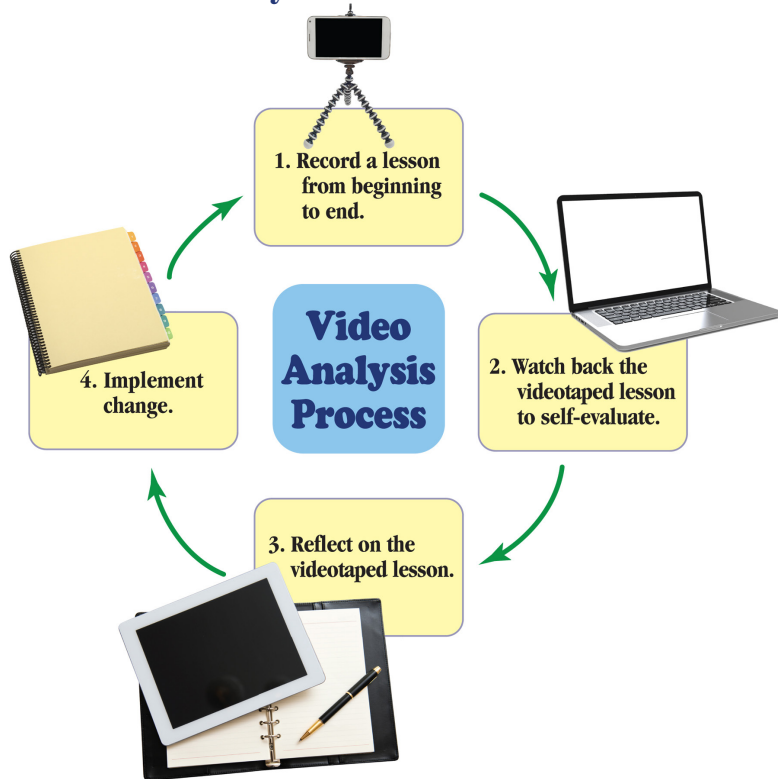 1. Record a lesson
from beginning
to end.
Video
Analysis
Process
2. Watch back the
videotaped lesson
to self-evaluate.
3. Reflect on the
videotaped lesson.
4. Implement
change.